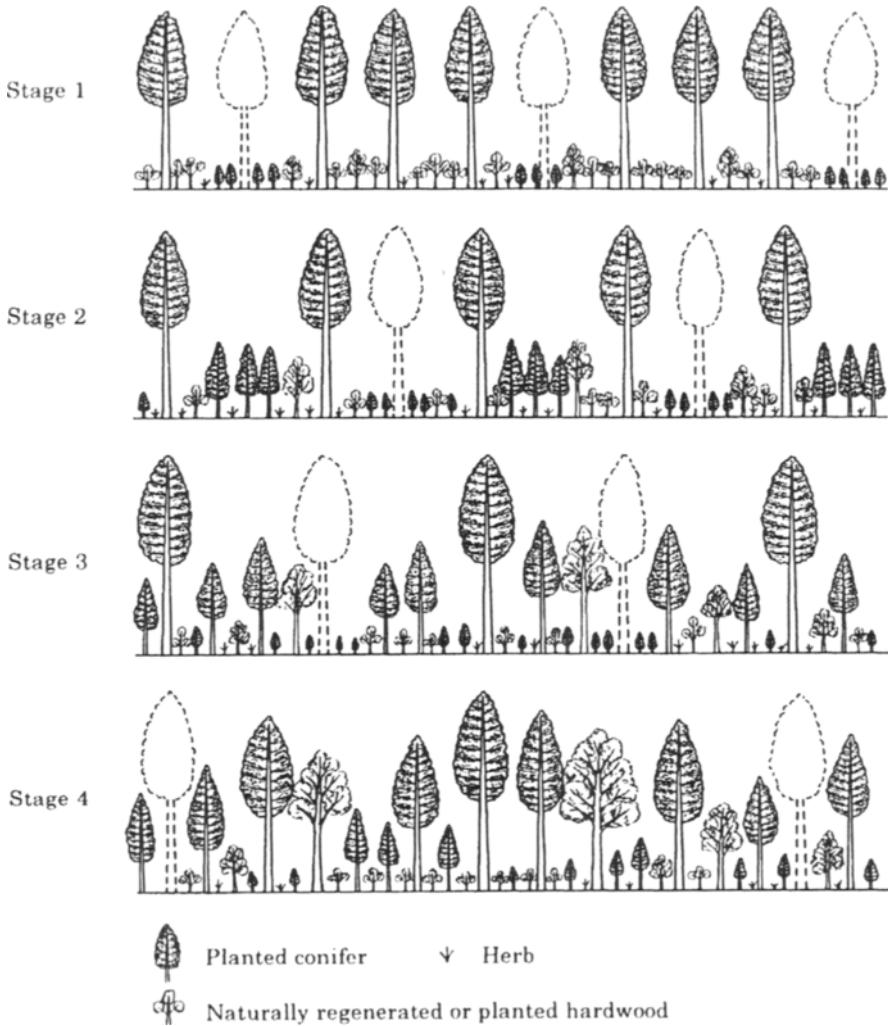 Stage 1
Stage 2
Stage 3
Stage 4
Planted conifer
Herb
Naturally regenerated or planted hardwood